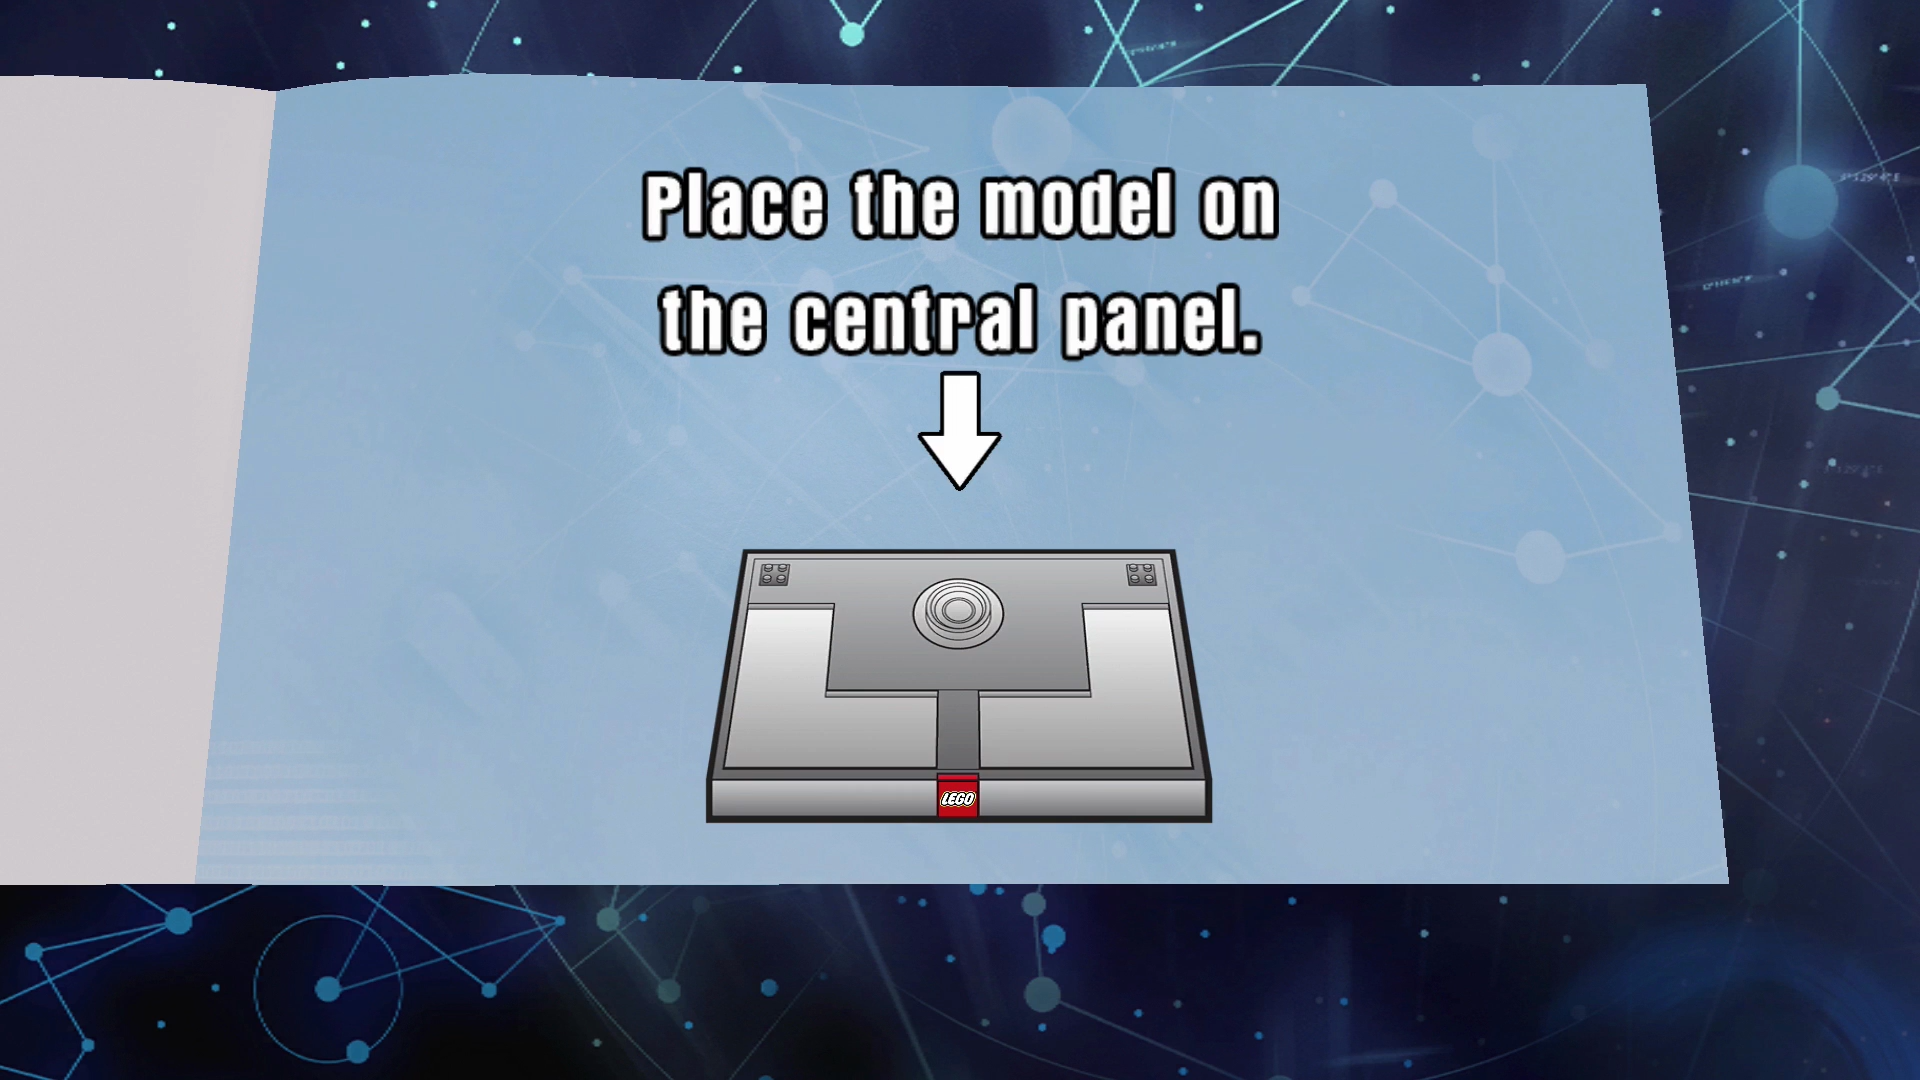 Place the model on
the central panel.
LEGO